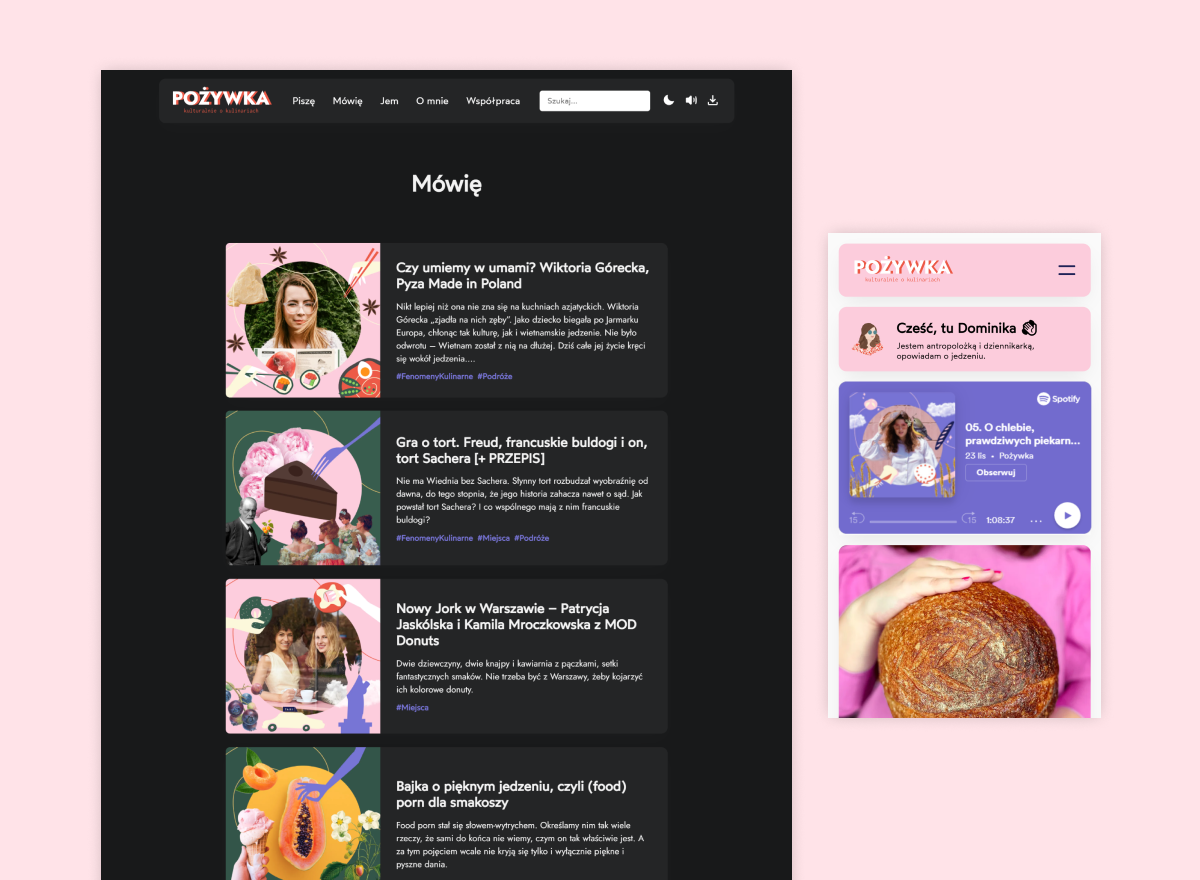 POŻYWKA
kulturalnie o kulinariach
Piszę Mówię Jem O mnie Współpraca Szukaj...
Mówię
Czy umiemy w umami? Wiktoria Górecka,
Pyza Made in Poland
Nikt lepiej niż ona nie zna się na kuchniach azjatyckich. Wiktoria
Górecka „zjadła na nich zęby”. Jako dziecko biegała po Jarmarku
Europa, chłonąc tak kulturę, jak i wietnamskie jedzenie. Nie było
odwrotu – Wietnam został z nią na dłużej. Dziś całe jej życie kręci
się wokół jedzenia....
#FenomenyKulinarne #Podróże
Gra o tort. Freud, francuskie buldogi i on,
tort Sachera [+ PRZEPIS]
Nie ma Wiednia bez Sachera. Słynny tort rozbudzał wyobraźnię od
dawna, do tego stopnia, że jego historia zahacza nawet o sąd. Jak
powstał tort Sachera? I co wspólnego mają z nim francuskie
buldogi?
#FenomenyKulinarne #Miejsca #Podróże
Nowy Jork w Warszawie – Patrycja
Jaskólska i Kamila Mroczkowska z MOD
Donuts
Dwie dziewczyny, dwie knajpy i kawiarnia z pączkami, setki
fantastycznych smaków. Nie trzeba być z Warszawy, żeby kojarzyć
ich kolorowe donuty.
#Miejsca
Bajka o pięknym jedzeniu, czyli (food)
porn dla smakoszy
Food porn stał się słowem-wytrychem. Określamy nim tak wiele
rzeczy, że sami do końca nie wiemy, czym on tak właściwie jest. A
za tym pojęciem wcale nie kryją się tylko i wyłącznie piękne i
pyszne dania.
POŻYWKA
kulturalnie o kulinariach
Cześć, tu Dominika
Jestem antropolożką i dziennikarką,
opowiadam o jedzeniu.
Spotify
05. O chlebie,
prawdziwych piekarn...
23 lis • Pożywka
Obserwuj
15 15 1:08:37 ...